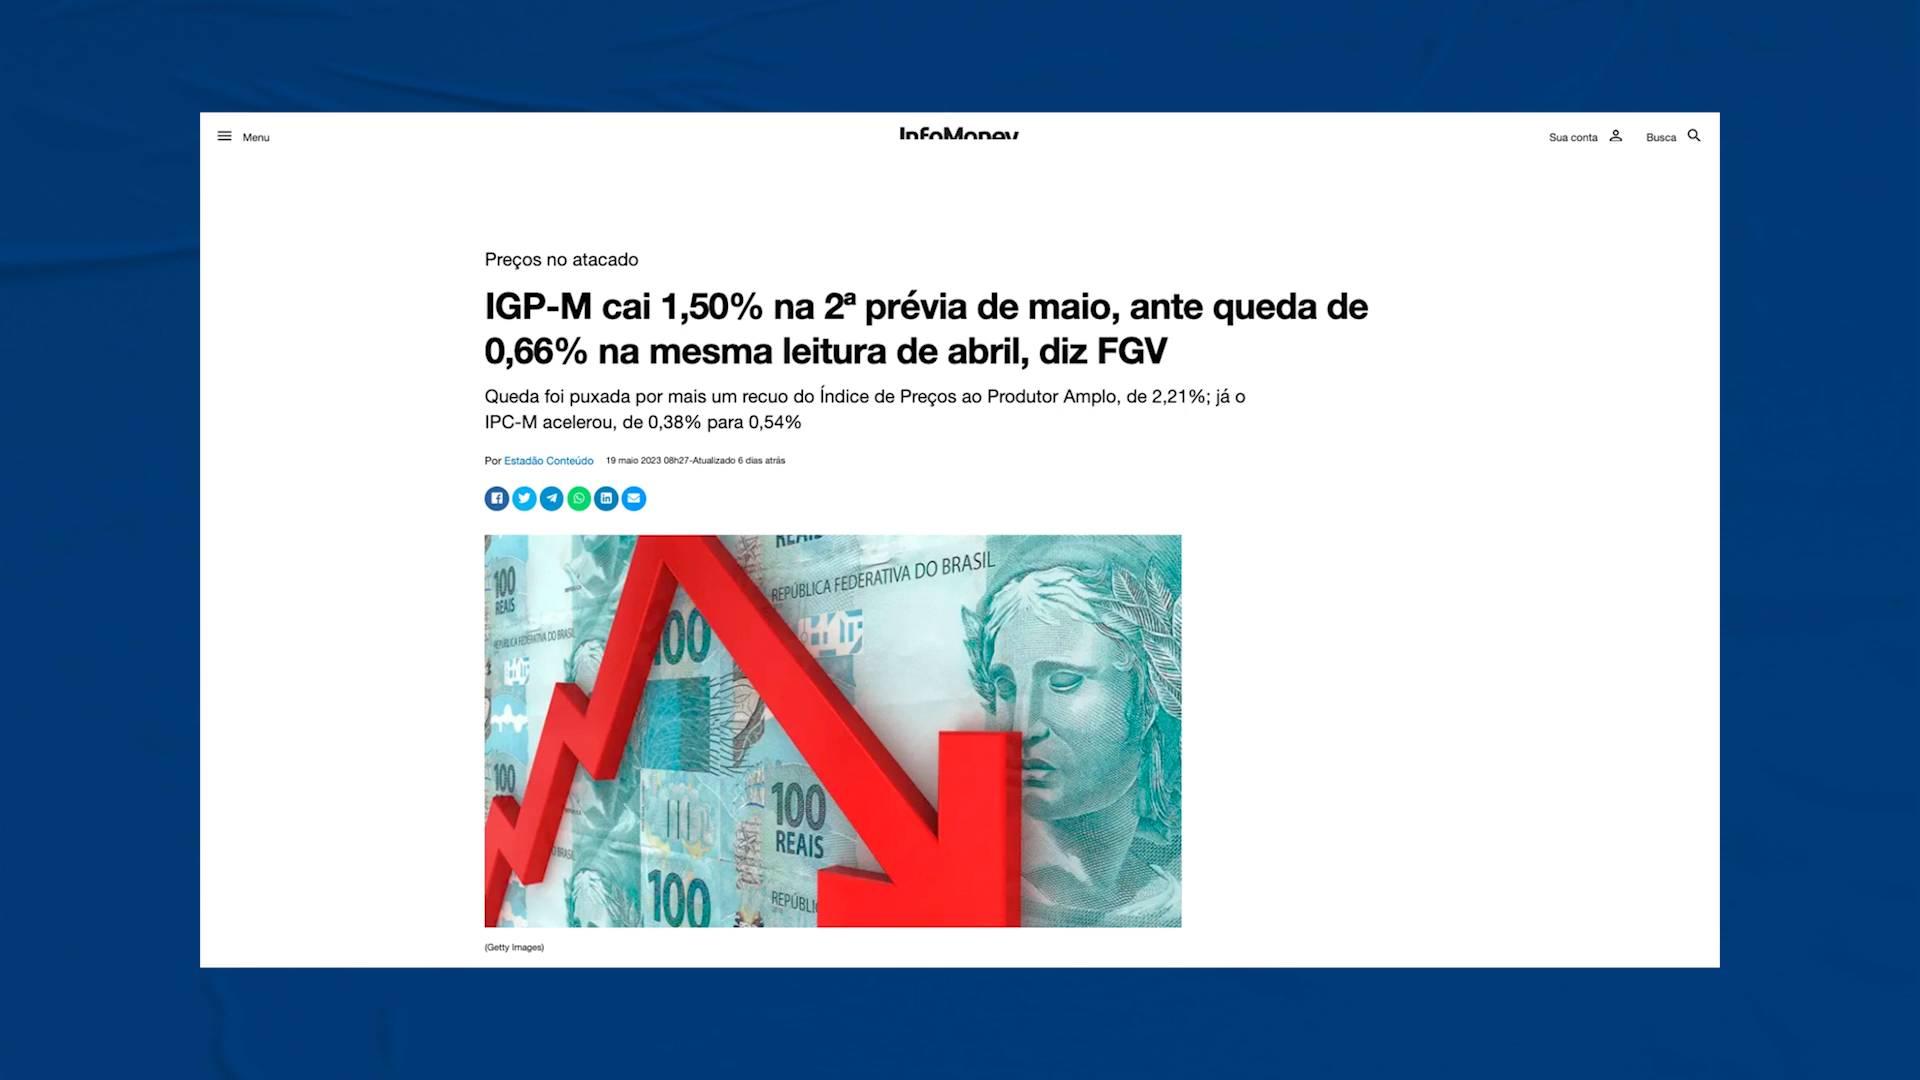 Menu
InfoMoney
Sua conta
Busca
Preços no atacado
IGP-M cai 1,50% na 2ª prévia de maio, ante queda de
0,66% na mesma leitura de abril, diz FGV
Queda foi puxada por mais um recuo do Índice de Preços ao Produtor Amplo, de 2,21%; já o
IPC-M acelerou, de 0,38% para 0,54%
Por Estadão Conteúdo 19 maio 2023 08h27-Atualizado 6 dias atrás
REAIS
REPÚBLICA FEDERATIVA DO BRASIL
100
REAIS
REPÚBLICA FEDERATIVA DO BRASIL
100
100
100
REAIS
DO BRASIL
100
REPÚBLI
(Getty Images)